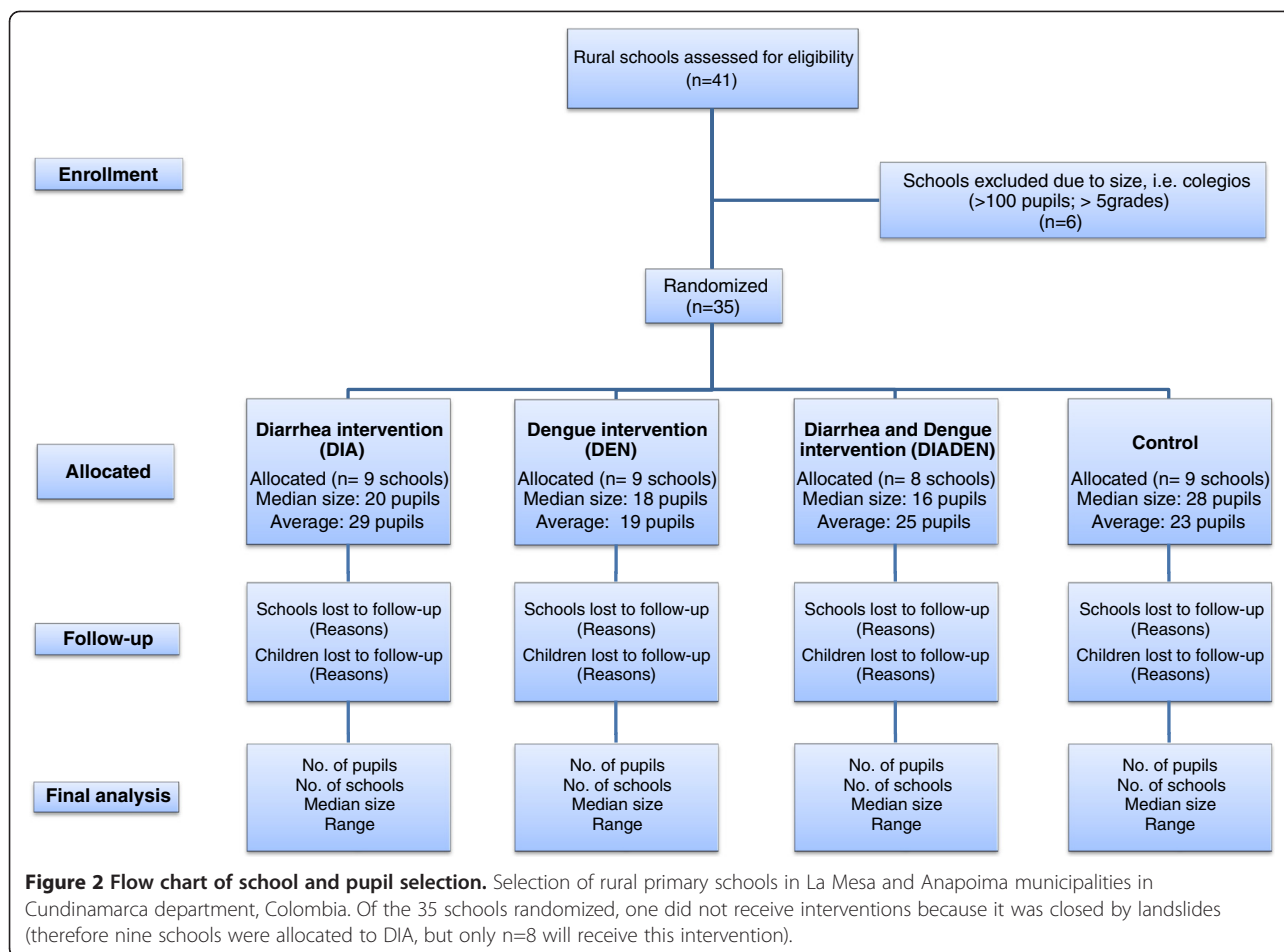 Rural schools assessed for eligibility
(n=41)
Enrollment
Schools excluded due to size, i.e. colegios
(>100 pupils; > 5grades)
(n=6)
Randomized
(n=35)
Allocated
Diarrhea intervention
(DIA)
Allocated (n= 9 schools)
Median size: 20 pupils
Average: 29 pupils
Dengue intervention
(DEN)
Allocated (n= 9 schools)
Median size: 18 pupils
Average: 19 pupils
Diarrhea and Dengue
intervention (DIADEN)
Allocated (n= 8 schools)
Median size: 16 pupils
Average: 25 pupils
Control
Allocated (n= 9 schools)
Median size: 28 pupils
Average: 23 pupils
Follow-up
Schools lost to follow-up
(Reasons)
Children lost to follow-up
(Reasons)
Schools lost to follow-up
(Reasons)
Children lost to follow-up
(Reasons)
Schools lost to follow-up
(Reasons)
Children lost to follow-up
(Reasons)
Schools lost to follow-up
(Reasons)
Children lost to follow-up
(Reasons)
Final analysis
No. of pupils
No. of schools
Median size
Range
No. of pupils
No. of schools
Median size
Range
No. of pupils
No. of schools
Median size
Range
No. of pupils
No. of schools
Median size
Range
Figure 2 Flow chart of school and pupil selection. Selection of rural primary schools in La Mesa and Anapoima municipalities in
Cundinamarca department, Colombia. Of the 35 schools randomized, one did not receive interventions because it was closed by landslides
(therefore nine schools were allocated to DIA, but only n=8 will receive this intervention).